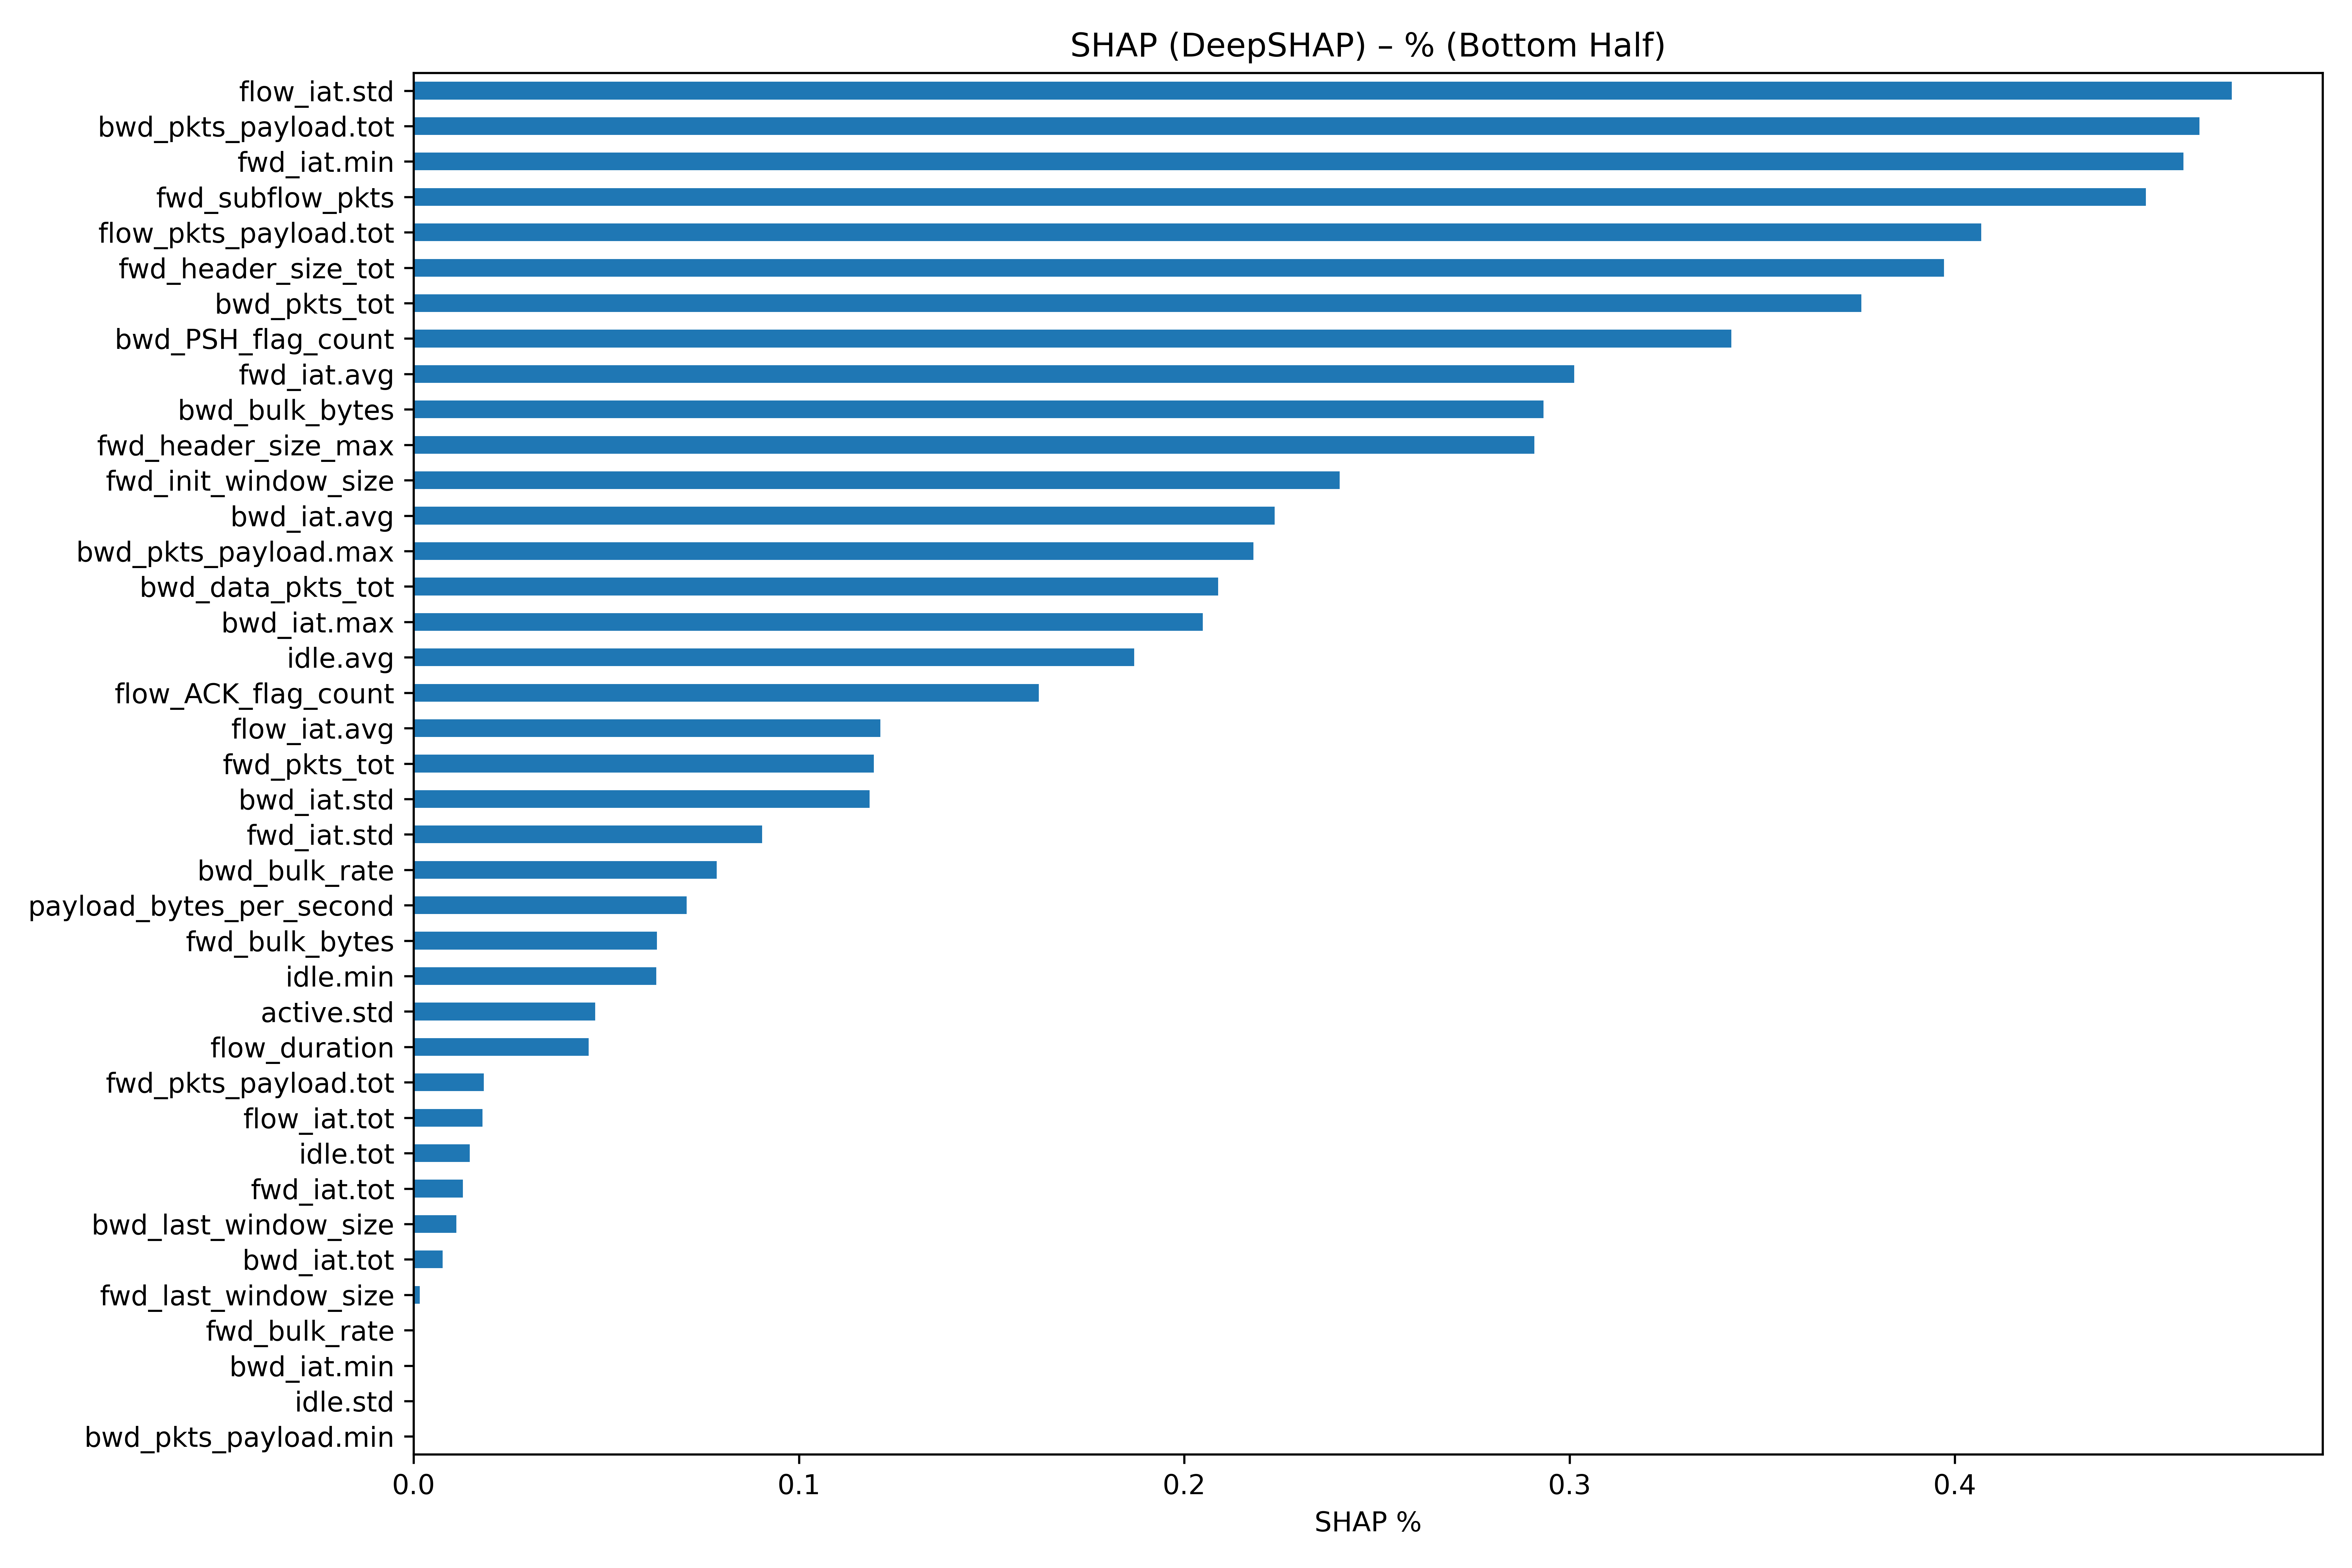 SHAP (DeepSHAP) – % (Bottom Half)
flow_iat.std
bwd_pkts_payload.tot
fwd_iat.min
fwd_subflow_pkts
flow_pkts_payload.tot
fwd_header_size_tot
bwd_pkts_tot
bwd_PSH_flag_count
fwd_iat.avg
bwd_bulk_bytes
fwd_header_size_max
fwd_init_window_size
bwd_iat.avg
bwd_pkts_payload.max
bwd_data_pkts_tot
bwd_iat.max
idle.avg
flow_ACK_flag_count
flow_iat.avg
fwd_pkts_tot
bwd_iat.std
fwd_iat.std
bwd_bulk_rate
payload_bytes_per_second
fwd_bulk_bytes
idle.min
active.std
flow_duration
fwd_pkts_payload.tot
flow_iat.tot
idle.tot
fwd_iat.tot
bwd_last_window_size
bwd_iat.tot
fwd_last_window_size
fwd_bulk_rate
bwd_iat.min
idle.std
bwd_pkts_payload.min
0.0 0.1 0.2 0.3 0.4
SHAP %